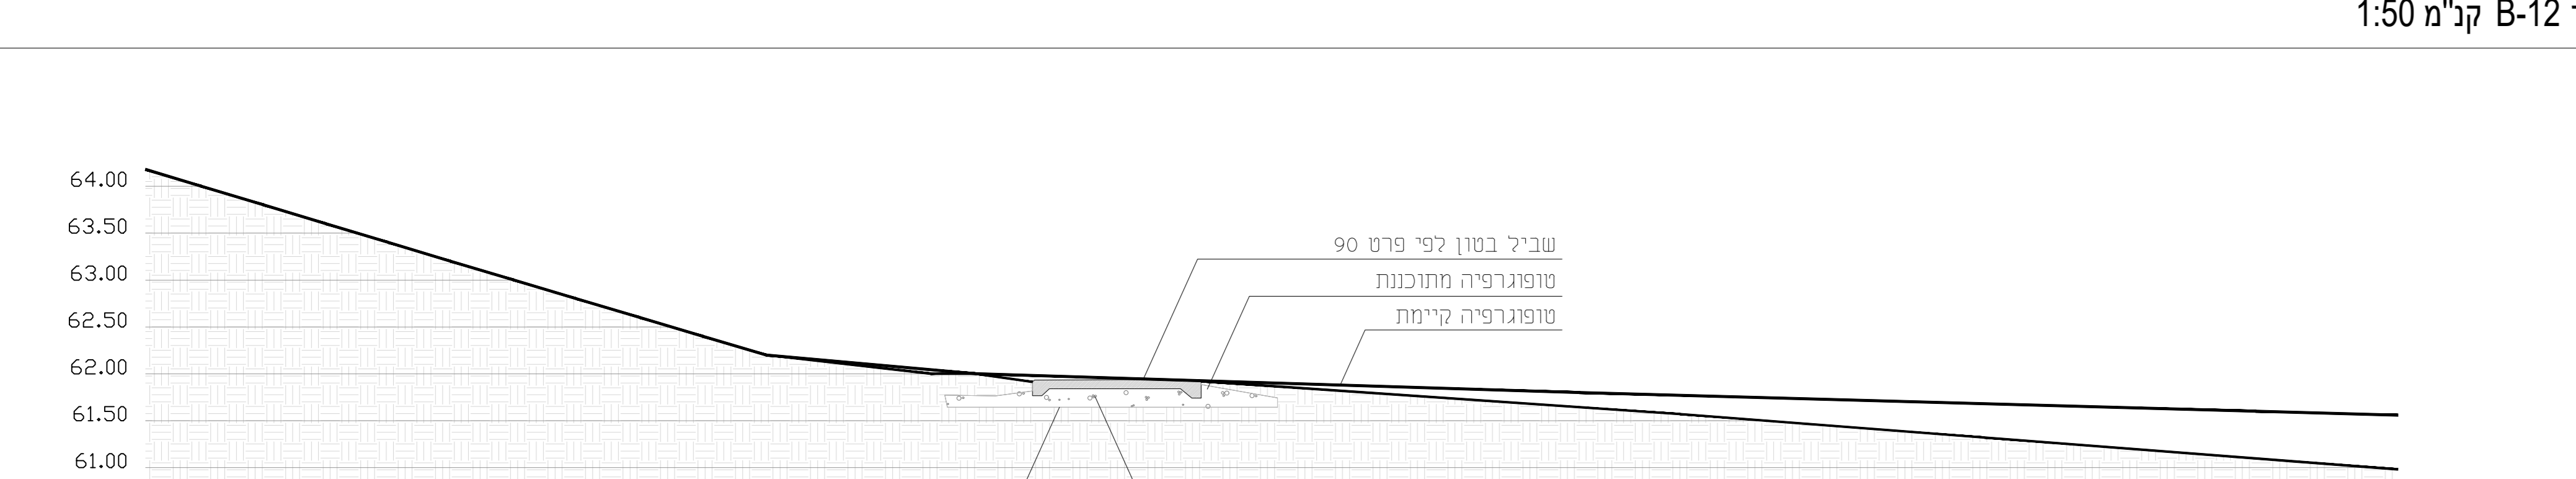 B-12 קנ"מ 1:50
64.00
63.50
63.00
62.50
62.00
61.50
61.00
שביל בטון לפי פרט 90
טופוגרפיה מתוכננת
טופוגרפיה קיימת